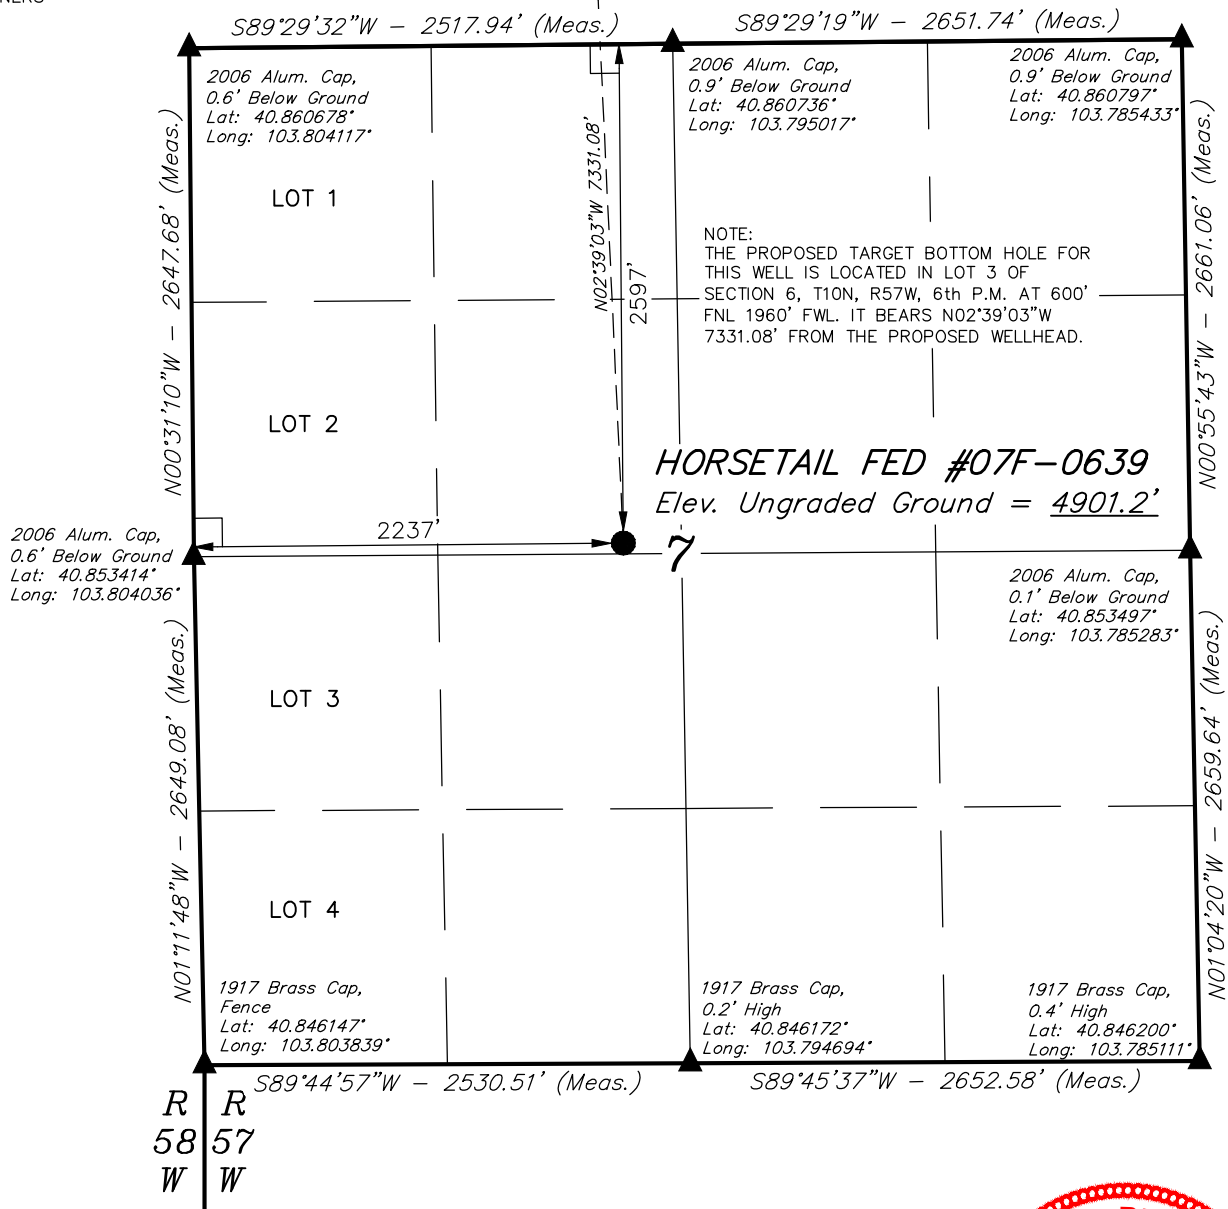 S89°29'32"W - 2517.94' (Meas.)
S89°29'19"W - 2651.74' (Meas.)
2006 Alum. Cap,
0.6' Below Ground
Lat: 40.860678°
Long: 103.804117°
2006 Alum. Cap,
0.9' Below Ground
Lat: 40.860736°
Long: 103.795017°
2006 Alum. Cap,
0.9' Below Ground
Lat: 40.860797°
Long: 103.785433°
N00°31'10"W - 2647.68' (Meas.)
LOT 1
N02°39'03"W 7331.08'
2597'
NOTE:
THE PROPOSED TARGET BOTTOM HOLE FOR
THIS WELL IS LOCATED IN LOT 3 OF
SECTION 6, T10N, R57W, 6th P.M. AT 600'
FNL 1960' FWL. IT BEARS N02°39'03"W
7331.08' FROM THE PROPOSED WELLHEAD.
N00°55'43"W - 2661.06' (Meas.)
LOT 2
HORSETAIL FED #07F-0639
Elev. Ungraded Ground = 4901.2'
2237'
7
2006 Alum. Cap,
0.6' Below Ground
Lat: 40.853414°
Long: 103.804036°
2006 Alum. Cap,
0.1' Below Ground
Lat: 40.853497°
Long: 103.785283°
N01°11'48"W - 2649.08' (Meas.)
LOT 3
N01°04'20"W - 2659.64' (Meas.)
LOT 4
1917 Brass Cap,
Fence
Lat: 40.846147°
Long: 103.803839°
1917 Brass Cap,
0.2' High
Lat: 40.846172°
Long: 103.794694°
1917 Brass Cap,
0.4' High
Lat: 40.846200°
Long: 103.785111°
S89°44'57"W - 2530.51' (Meas.)
S89°45'37"W - 2652.58' (Meas.)
R R
58 57
W W